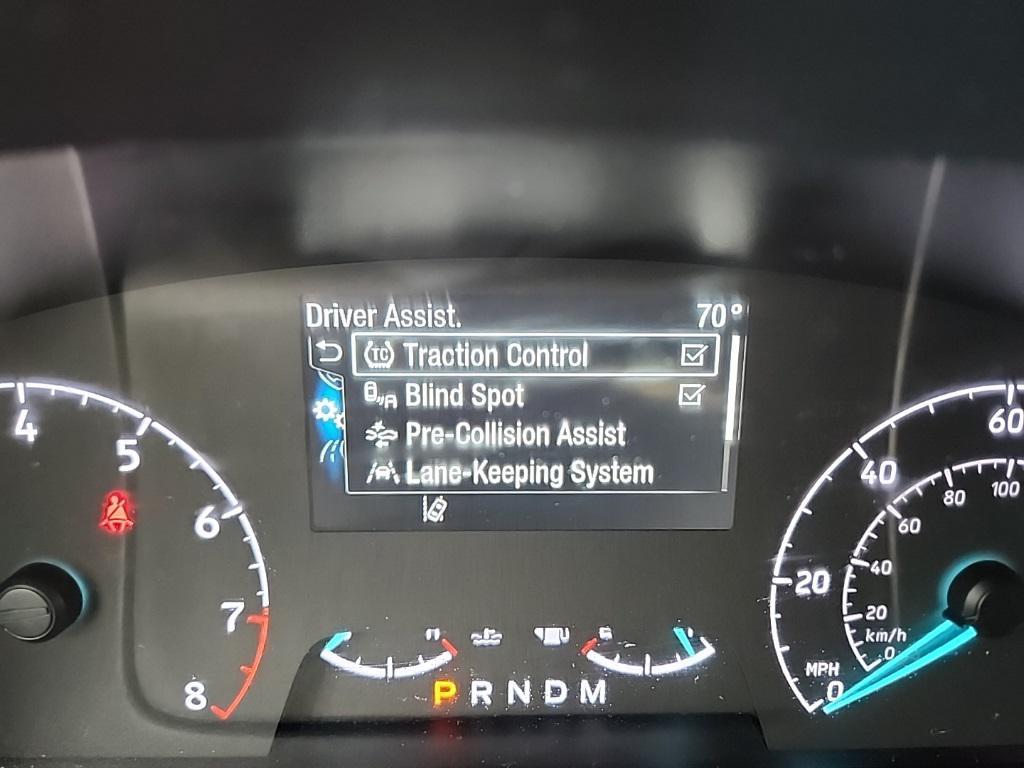 Driver Assist. 70°
TC Traction Control
Blind Spot
Pre-Collision Assist
Lane-Keeping System
4
5
6
7
8
P R N D M
60
40
20
0
MPH
100
80
60
40
20
0
km/h